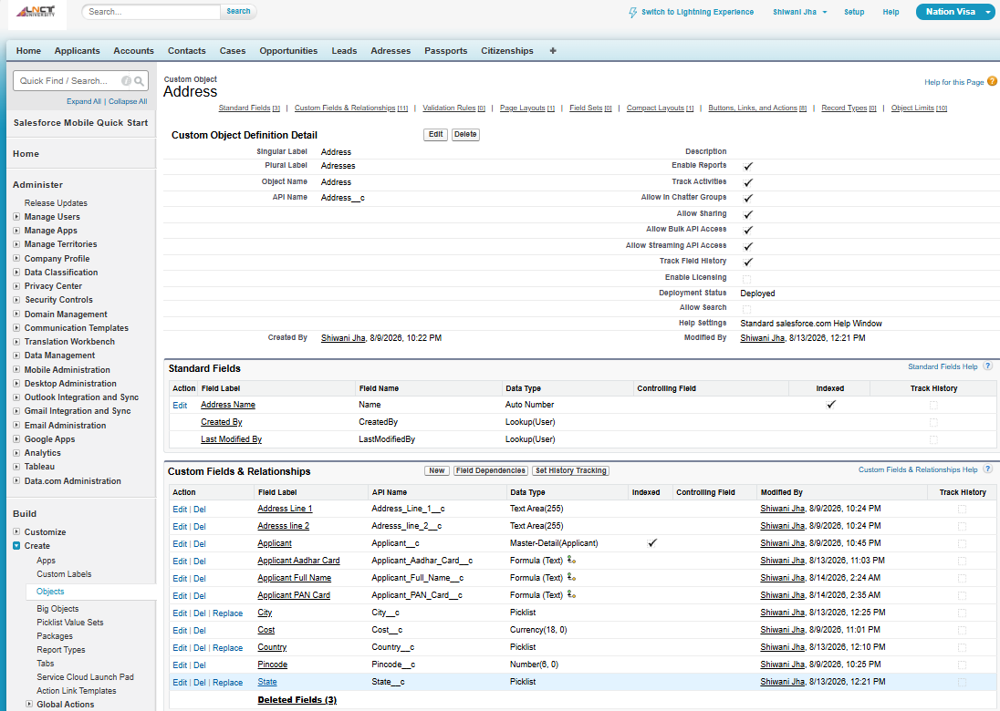 LNCT
UNIVERSITY
Search...
Search
Switch to Lightning Experience
Shiwani Jha
Setup
Help
Nation Visa
Home Applicants Accounts Contacts Cases Opportunities Leads Adresses Passports Citizenships +
Quick Find / Search...
Expand All | Collapse All
Salesforce Mobile Quick Start
Home
Administer
Release Updates
Manage Users
Manage Apps
Manage Territories
Company Profile
Data Classification
Privacy Center
Security Controls
Domain Management
Communication Templates
Translation Workbench
Data Management
Mobile Administration
Desktop Administration
Outlook Integration and Sync
Gmail Integration and Sync
Email Administration
Google Apps
Analytics
Tableau
Data.com Administration
Build
Customize
Create
Apps
Custom Labels
Objects
Big Objects
Picklist Value Sets
Packages
Report Types
Tabs
Service Cloud Launch Pad
Action Link Templates
Global Actions
Custom Object
Address
Help for this Page
Standard Fields [3] | Custom Fields & Relationships [11] | Validation Rules [0] | Page Layouts [1] | Field Sets [0] | Compact Layouts [1] | Buttons, Links, and Actions [8] | Record Types [0] | Object Limits [10]
Custom Object Definition Detail Edit Delete
Singular Label Address Description
Plural Label Adresses Enable Reports ✓
Object Name Address Track Activities ✓
API Name Address__c Allow in Chatter Groups ✓
Allow Sharing ✓
Allow Bulk API Access ✓
Allow Streaming API Access ✓
Track Field History ✓
Enable Licensing
Deployment Status Deployed
Allow Search
Help Settings Standard salesforce.com Help Window
Created By Shiwani Jha, 8/9/2026, 10:22 PM Modified By Shiwani Jha, 8/13/2026, 12:21 PM
Standard Fields Standard Fields Help ?
Action Field Label Field Name Data Type Controlling Field Indexed Track History
Edit Address Name Name Auto Number ✓
Created By CreatedBy Lookup(User)
Last Modified By LastModifiedBy Lookup(User)
Custom Fields & Relationships New Field Dependencies Set History Tracking Custom Fields & Relationships Help ?
Action Field Label API Name Data Type Indexed Controlling Field Modified By Track History
Edit | Del Address Line 1 Address_Line_1__c Text Area(255) Shiwani Jha, 8/9/2026, 10:24 PM
Edit | Del Adresss line 2 Adresss_line_2__c Text Area(255) Shiwani Jha, 8/9/2026, 10:24 PM
Edit | Del Applicant Applicant__c Master-Detail(Applicant) ✓ Shiwani Jha, 8/9/2026, 10:45 PM
Edit | Del Applicant Aadhar Card Applicant_Aadhar_Card__c Formula (Text) Shiwani Jha, 8/13/2026, 11:03 PM
Edit | Del Applicant Full Name Applicant_Full_Name__c Formula (Text) Shiwani Jha, 8/14/2026, 2:24 AM
Edit | Del Applicant PAN Card Applicant_PAN_Card__c Formula (Text) Shiwani Jha, 8/14/2026, 2:35 AM
Edit | Del | Replace City City__c Picklist Shiwani Jha, 8/13/2026, 12:25 PM
Edit | Del Cost Cost__c Currency(18, 0) Shiwani Jha, 8/9/2026, 11:01 PM
Edit | Del | Replace Country Country__c Picklist Shiwani Jha, 8/13/2026, 12:10 PM
Edit | Del Pincode Pincode__c Number(6, 0) Shiwani Jha, 8/9/2026, 10:25 PM
Edit | Del | Replace State State__c Picklist Shiwani Jha, 8/13/2026, 12:21 PM
Deleted Fields (3)